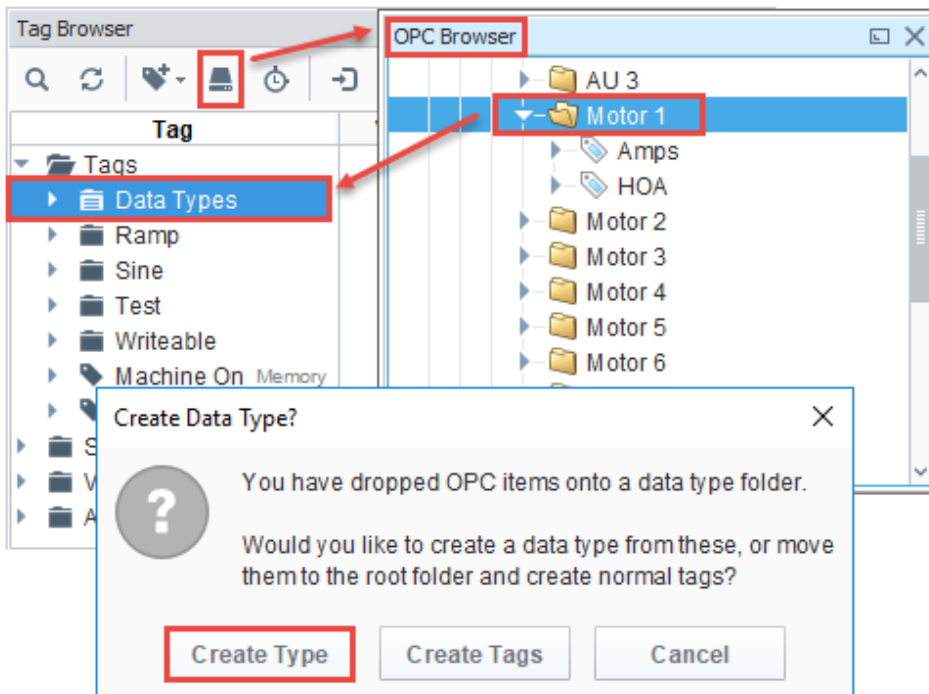 Tag Browser
Tag
Tags
Data Types
Ramp
Sine
Test
Writeable
Machine On Memory
S
V
A
OPC Browser
AU 3
Motor 1
Amps
HOA
Motor 2
Motor 3
Motor 4
Motor 5
Motor 6
Create Data Type?
You have dropped OPC items onto a data type folder.
Would you like to create a data type from these, or move
them to the root folder and create normal tags?
Create Type
Create Tags
Cancel